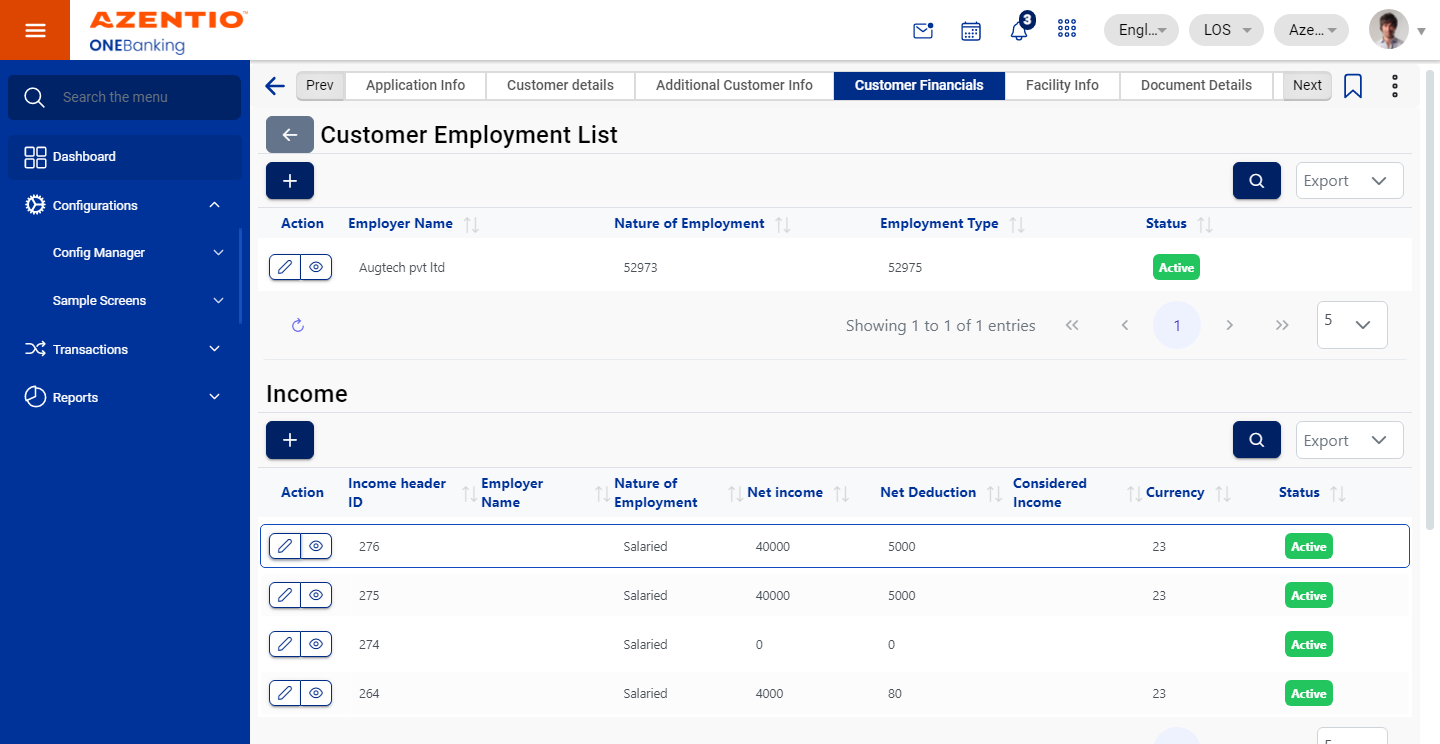 AZENTIO™
ONEBanking
3
Engl...
LOS
Aze...
Search the menu
Dashboard
Configurations
Config Manager
Sample Screens
Transactions
Reports
Prev
Application Info
Customer details
Additional Customer Info
Customer Financials
Facility Info
Document Details
Next
Customer Employment List
Export
Action Employer Name Nature of Employment Employment Type Status
Augtech pvt ltd 52973 52975 Active
Showing 1 to 1 of 1 entries
1
5
Income
Export
Action Income header ID Employer Name Nature of Employment Net income Net Deduction Considered Income Currency Status
276 Salaried 40000 5000 23 Active
275 Salaried 40000 5000 23 Active
274 Salaried 0 0 Active
264 Salaried 4000 80 23 Active